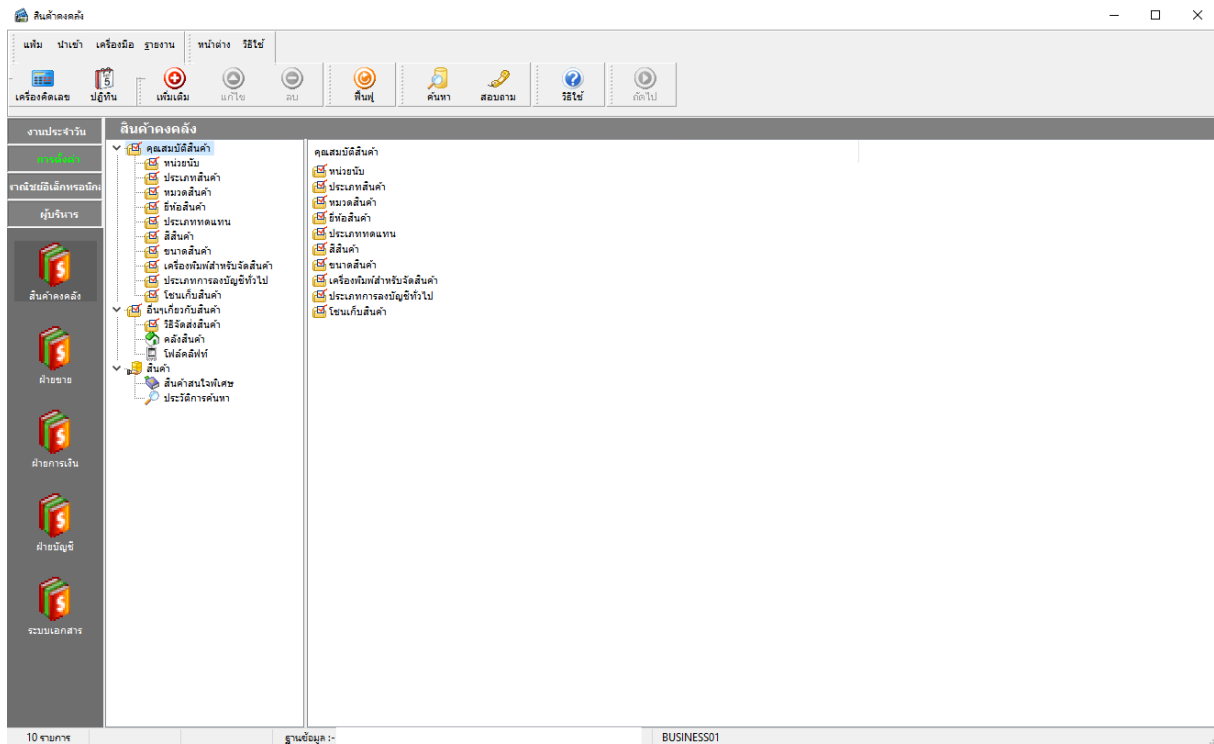 สินค้าคงคลัง
แฟ้ม นำเข้า เครื่องมือ ฐายงาน หน้าต่าง วิธีใช้
เครื่องคิดเลข ปฏิทิน เพิ่มเติม แก้ไข ลบ ฟื้นฟู ค้นหา สอบถาม วิธีใช้ ถัดไป
งานประจำวัน
การตั้งค่า
ผู้บริหาร
สินค้าคงคลัง
ฝ่ายขาย
ฝ่ายการเงิน
ฝ่ายบัญชี
ระบบเอกสาร
สินค้าคงคลัง
คุณสมบัติสินค้า
หน่วยนับ
ประเภทสินค้า
หมวดสินค้า
ยี่ห้อสินค้า
ประเภททดแทน
สีสินค้า
ขนาดสินค้า
เครื่องพิมพ์สำหรับจัดสินค้า
ประเภทการลงบัญชีทั่วไป
โซนเก็บสินค้า
อื่นๆเกี่ยวกับสินค้า
วิธีจัดส่งสินค้า
คลังสินค้า
โฟล์คลิฟท์
สินค้า
สินค้าสนใจพิเศษ
ประวัติการค้นหา
คุณสมบัติสินค้า
หน่วยนับ
ประเภทสินค้า
หมวดสินค้า
ยี่ห้อสินค้า
ประเภททดแทน
สีสินค้า
ขนาดสินค้า
เครื่องพิมพ์สำหรับจัดสินค้า
ประเภทการลงบัญชีทั่วไป
โซนเก็บสินค้า
10 รายการ ฐานข้อมูล :- BUSINESS01